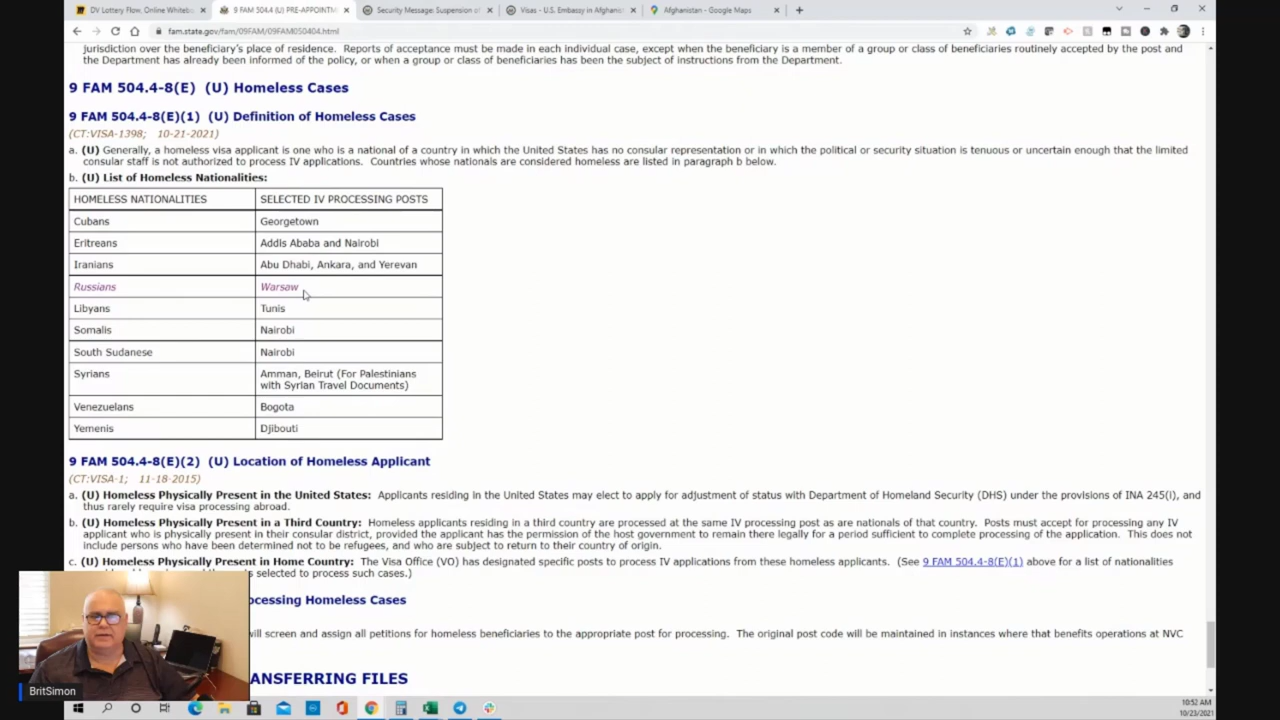 DV Lottery Flow, Online Whitebo
9 FAM 504.4 (U) PRE-APPOINTM
Security Message: Suspension of
Visas - U.S. Embassy in Afghanis
Afghanistan - Google Maps
fam.state.gov/fam/09FAM/09FAM050404.html
jurisdiction over the beneficiary's place of residence. Reports of acceptance must be made in each individual case, except when the beneficiary is a member of a group or class of beneficiaries routinely accepted by the post and
the Department has already been informed of the policy, or when a group or class of beneficiaries has been the subject of instructions from the Department.
9 FAM 504.4-8(E) (U) Homeless Cases
9 FAM 504.4-8(E)(1) (U) Definition of Homeless Cases
(CT:VISA-1398; 10-21-2021)
a. (U) Generally, a homeless visa applicant is one who is a national of a country in which the United States has no consular representation or in which the political or security situation is tenuous or uncertain enough that the limited
consular staff is not authorized to process IV applications. Countries whose nationals are considered homeless are listed in paragraph b below.
b. (U) List of Homeless Nationalities:
HOMELESS NATIONALITIES SELECTED IV PROCESSING POSTS
Cubans Georgetown
Eritreans Addis Ababa and Nairobi
Iranians Abu Dhabi, Ankara, and Yerevan
Russians Warsaw
Libyans Tunis
Somalis Nairobi
South Sudanese Nairobi
Syrians Amman, Beirut (For Palestinians
with Syrian Travel Documents)
Venezuelans Bogota
Yemenis Djibouti
9 FAM 504.4-8(E)(2) (U) Location of Homeless Applicant
(CT:VISA-1; 11-18-2015)
a. (U) Homeless Physically Present in the United States: Applicants residing in the United States may elect to apply for adjustment of status with Department of Homeland Security (DHS) under the provisions of INA 245(i), and
thus rarely require visa processing abroad.
b. (U) Homeless Physically Present in a Third Country: Homeless applicants residing in a third country are processed at the same IV processing post as are nationals of that country. Posts must accept for processing any IV
applicant who is physically present in their consular district, provided the applicant has the permission of the host government to remain there legally for a period sufficient to complete processing of the application. This does not
include persons who have been determined not to be refugees, and who are subject to return to their country of origin.
c. (U) Homeless Physically Present in Home Country: The Visa Office (VO) has designated specific posts to process IV applications from these homeless applicants. (See 9 FAM 504.4-8(E)(1) above for a list of nationalities
s selected to process such cases.)
ocessing Homeless Cases
will screen and assign all petitions for homeless beneficiaries to the appropriate post for processing. The original post code will be maintained in instances where that benefits operations at NVC
ANSFERRING FILES
BritSimon
10:52 AM
10/23/2021